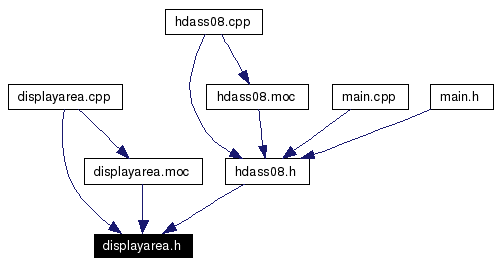 hdass08.cpp
displayarea.cpp
hdass08.moc
main.cpp
main.h
displayarea.moc
hdass08.h
displayarea.h